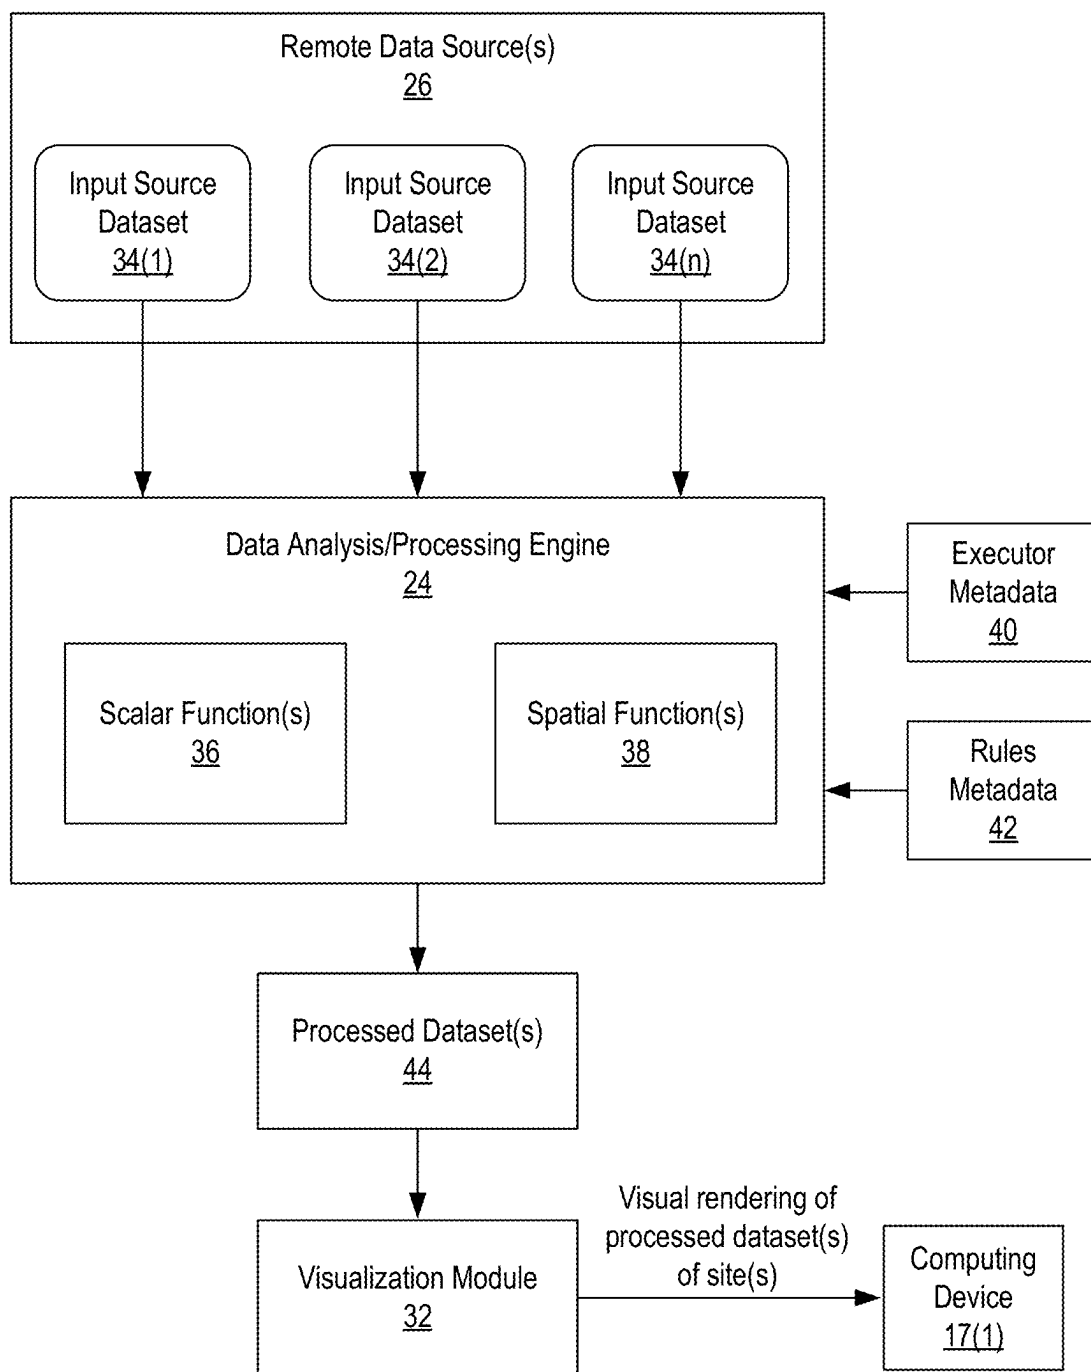 Remote Data Source(s)
26
Input Source
Dataset
34(1)
Input Source
Dataset
34(2)
Input Source
Dataset
34(n)
Data Analysis/Processing Engine
24
Scalar Function(s)
36
Spatial Function(s)
38
Executor
Metadata
40
Rules
Metadata
42
Processed Dataset(s)
44
Visualization Module
32
Visual rendering of
processed dataset(s)
of site(s)
Computing
Device
17(1)